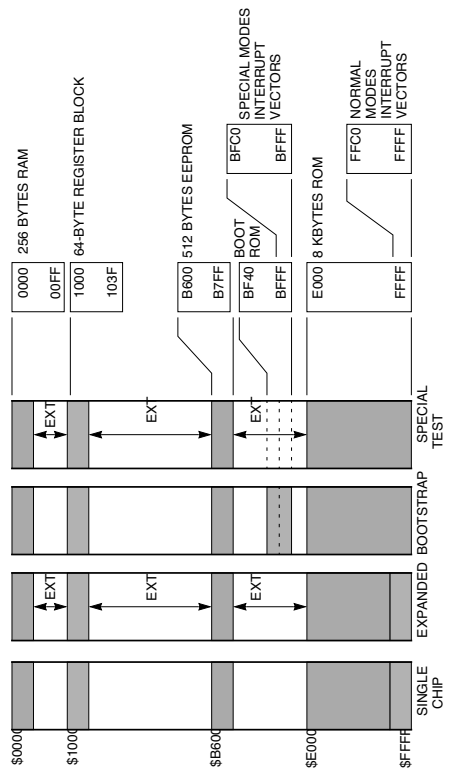 $0000
$1000
$B600
$E000
$FFFF
EXT
EXT
EXT
EXT
EXT
EXT
SINGLE
CHIP
EXPANDED
BOOTSTRAP
SPECIAL
TEST
0000
00FF
256 BYTES RAM
1000
103F
64-BYTE REGISTER BLOCK
B600
B7FF
512 BYTES EEPROM
BOOT
ROM
BF40
BFFF
BFC0
BFFF
SPECIAL MODES
INTERRUPT
VECTORS
E000
FFFF
8 KBYTES ROM
FFC0
FFFF
NORMAL
MODES
INTERRUPT
VECTORS